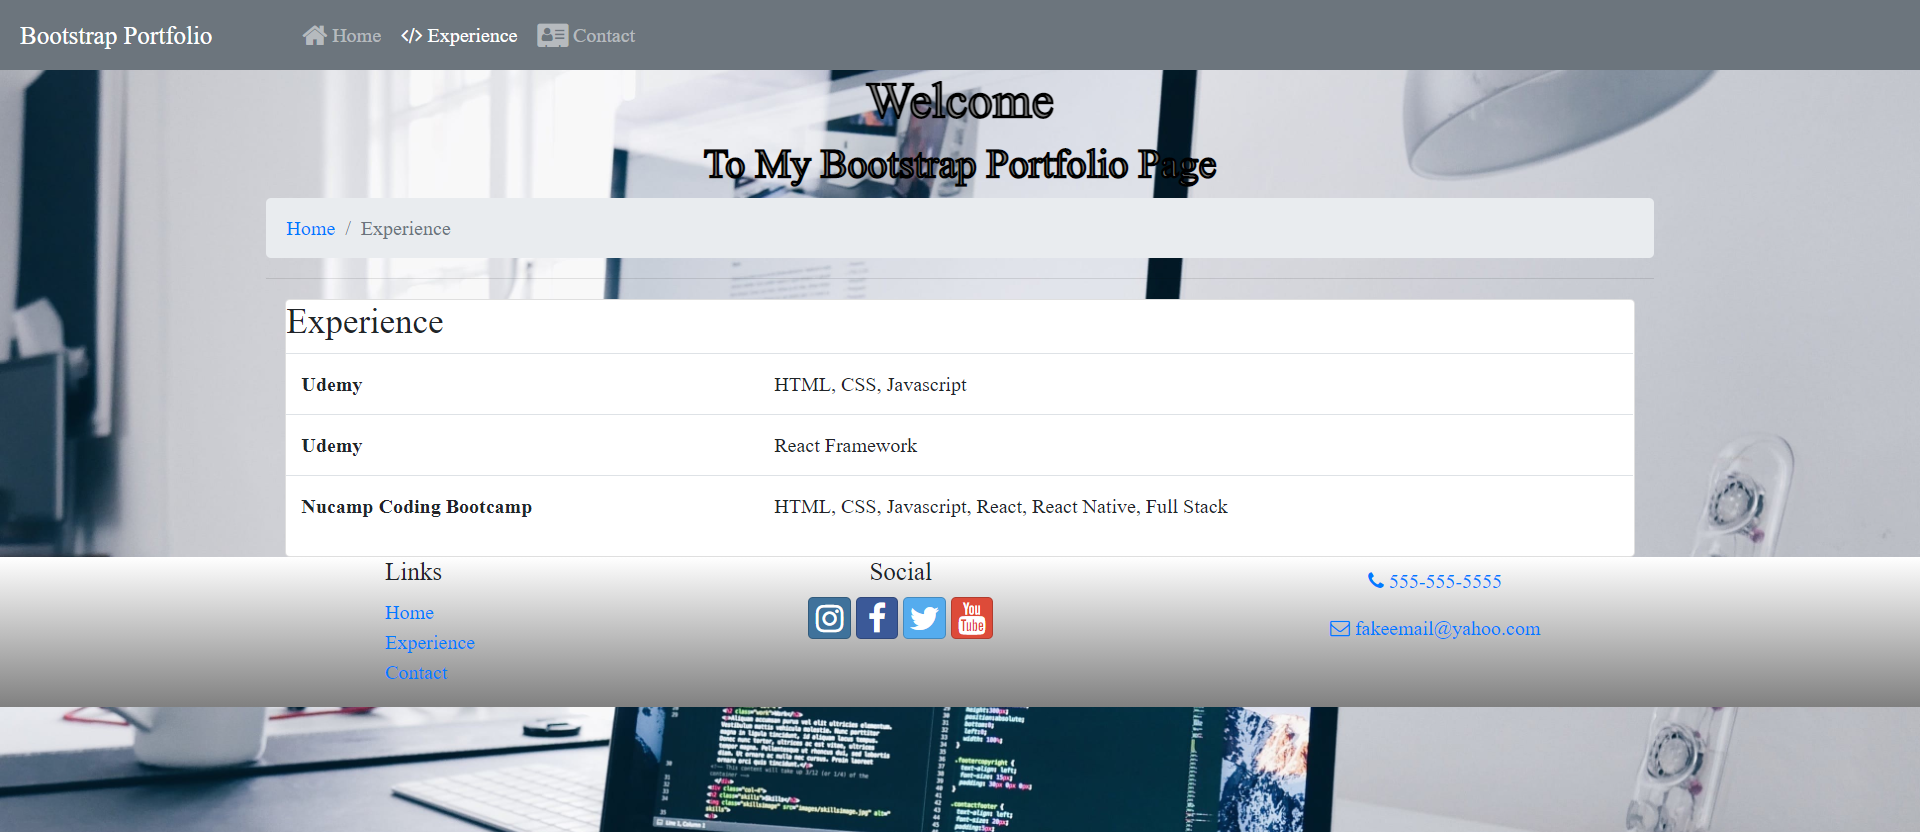 Bootstrap Portfolio
Home
Experience
Contact
Welcome
To My Bootstrap Portfolio Page
Home / Experience
Experience
Udemy HTML, CSS, Javascript
Udemy React Framework
Nucamp Coding Bootcamp HTML, CSS, Javascript, React, React Native, Full Stack
Links
Home
Experience
Contact
Social
You
Tube
555-555-5555
fakeemail@yahoo.com